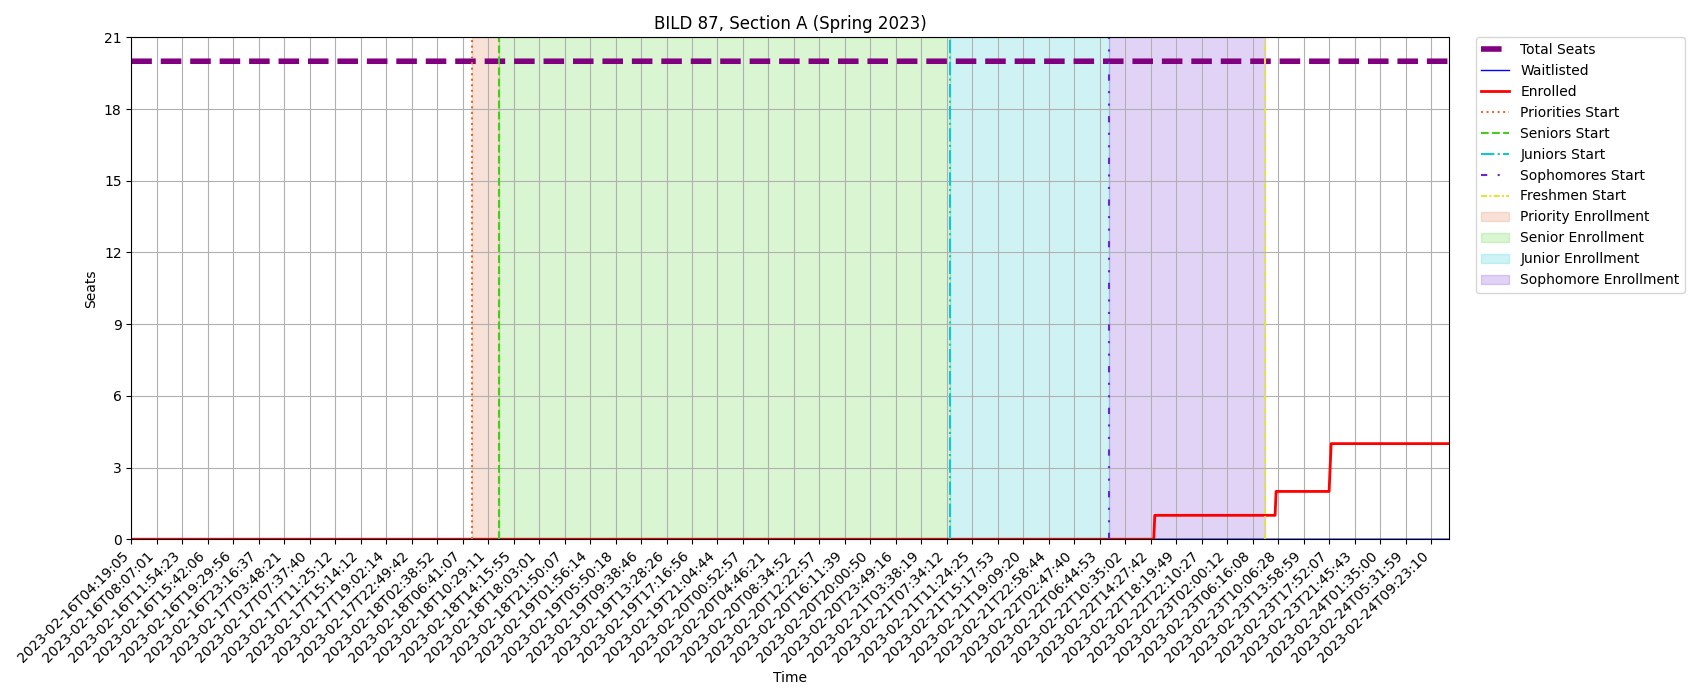 BILD 87, Section A (Spring 2023)
21
18
15
12
9
6
3
0
Seats
2023-02-16T04:19:05
2023-02-16T08:07:01
2023-02-16T11:54:23
2023-02-16T15:42:06
2023-02-16T19:29:56
2023-02-16T23:16:37
2023-02-17T03:48:21
2023-02-17T07:37:40
2023-02-17T11:25:12
2023-02-17T15:14:12
2023-02-17T19:02:14
2023-02-17T22:49:42
2023-02-18T02:38:52
2023-02-18T06:41:07
2023-02-18T10:29:11
2023-02-18T14:15:55
2023-02-18T18:03:01
2023-02-18T21:50:07
2023-02-19T01:56:14
2023-02-19T05:50:18
2023-02-19T09:38:46
2023-02-19T13:28:26
2023-02-19T17:16:56
2023-02-19T21:04:44
2023-02-20T00:52:57
2023-02-20T04:46:21
2023-02-20T08:34:52
2023-02-20T12:22:57
2023-02-20T16:11:39
2023-02-20T20:00:50
2023-02-20T23:49:16
2023-02-21T03:38:19
2023-02-21T07:34:12
2023-02-21T11:24:25
2023-02-21T15:17:53
2023-02-21T19:09:20
2023-02-21T22:58:44
2023-02-22T02:47:40
2023-02-22T06:44:53
2023-02-22T10:35:02
2023-02-22T14:27:42
2023-02-22T18:19:49
2023-02-22T22:10:27
2023-02-23T02:00:12
2023-02-23T06:16:08
2023-02-23T10:06:28
2023-02-23T13:58:59
2023-02-23T17:52:07
2023-02-23T21:45:43
2023-02-24T01:35:00
2023-02-24T05:31:59
2023-02-24T09:23:10
Time
Total Seats
Waitlisted
Enrolled
Priorities Start
Seniors Start
Juniors Start
Sophomores Start
Freshmen Start
Priority Enrollment
Senior Enrollment
Junior Enrollment
Sophomore Enrollment